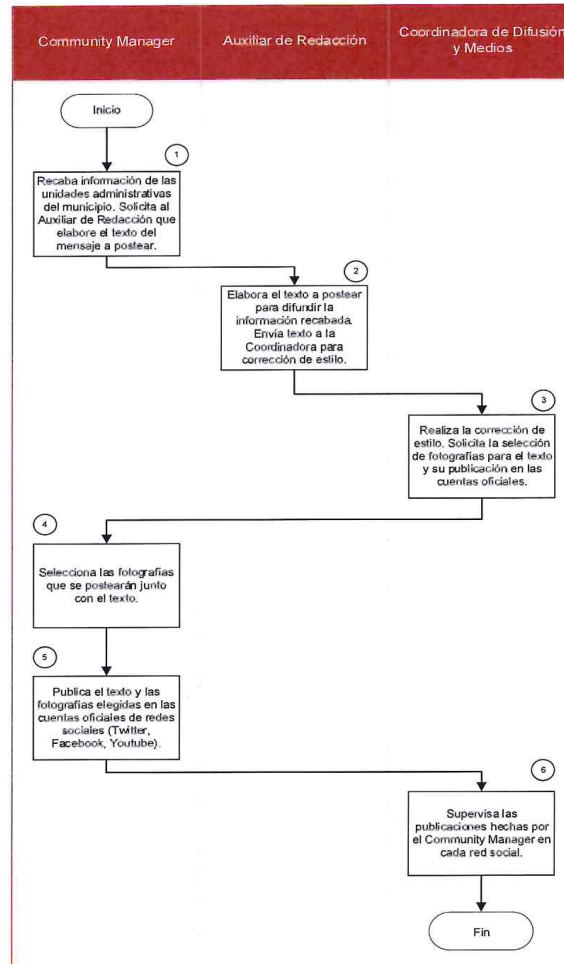 Community Manager
Auxiliar de Redacción
Coordinadora de Difusión
y Medios
Inicio
1
Recaba información de las
unidades administrativas
del municipio. Solicita al
Auxiliar de Redacción que
elabore el texto del
mensaje a postear.
2
Elabora el texto a postear
para difundir la
información recabada.
Envía texto a la
Coordinadora para
corrección de estilo.
3
Realiza la corrección de
estilo. Solicita la selección
de fotografías para el texto
y su publicación en las
cuentas oficiales.
4
Selecciona las fotografías
que se postearán junto
con el texto.
5
Publica el texto y las
fotografías elegidas en las
cuentas oficiales de redes
sociales (Twitter,
Facebook, Youtube).
6
Supervisa las
publicaciones hechas por
el Community Manager en
cada red social.
Fin